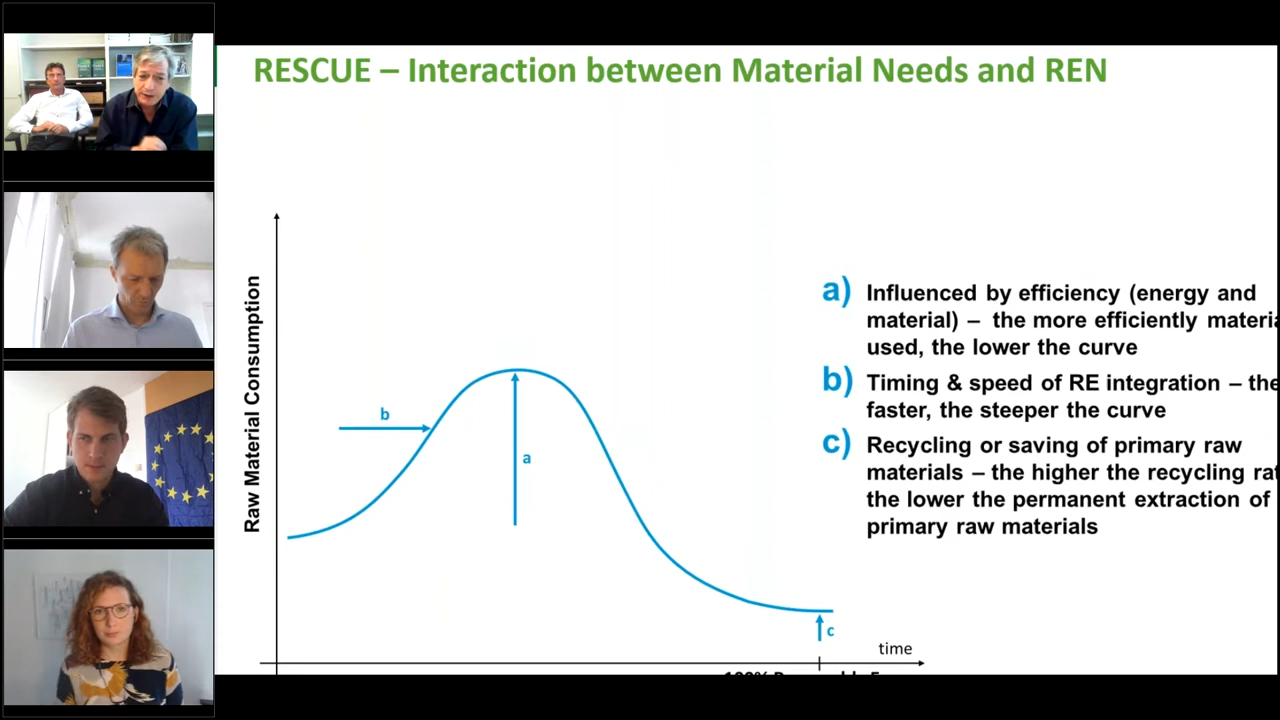 RESCUE – Interaction between Material Needs and REN
Raw Material Consumption
b
a
c
time
a) Influenced by efficiency (energy and
material) – the more efficiently
used, the lower the curve
b) Timing & speed of RE integration – the
faster, the steeper the curve
c) Recycling or saving of primary raw
materials – the higher the recycling
the lower the permanent extraction of
primary raw materials